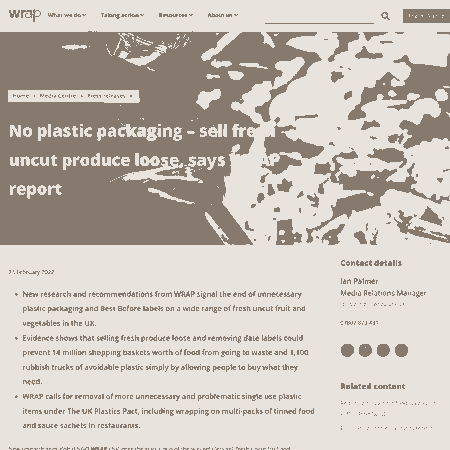 wrap What we do Taking action Resources About us
Home Media Centre Press releases
No plastic packaging – sell fresh
uncut produce loose, says WRAP
report
February 2022
Contact details
Ian Palmer
Media Relations Manager
• New research and recommendations from WRAP signal the end of unnecessary
plastic packaging and Best Before labels on a wide range of fresh uncut fruit and
vegetables in the UK.
• Evidence shows that selling fresh produce loose and removing date labels could
prevent 14 million shopping baskets worth of food from going to waste and 1,100
rubbish trucks of avoidable plastic simply by allowing people to buy what they
need.
• WRAP calls for removal of more unnecessary and problematic single use plastic
items under The UK Plastics Pact, including wrapping on multi-packs of tinned food
and sauce sachets in restaurants.
Related content